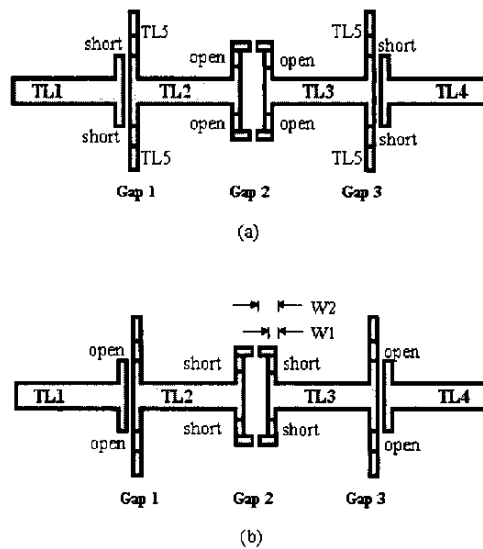 TL5 TL5
short open open short
TL1 TL2 TL3 TL4
short open open short
TL5 TL5
Gap 1 Gap 2 Gap 3
(a)
W2
W1
open short short open
TL1 TL2 TL3 TL4
open short short open
Gap 1 Gap 2 Gap 3
(b)